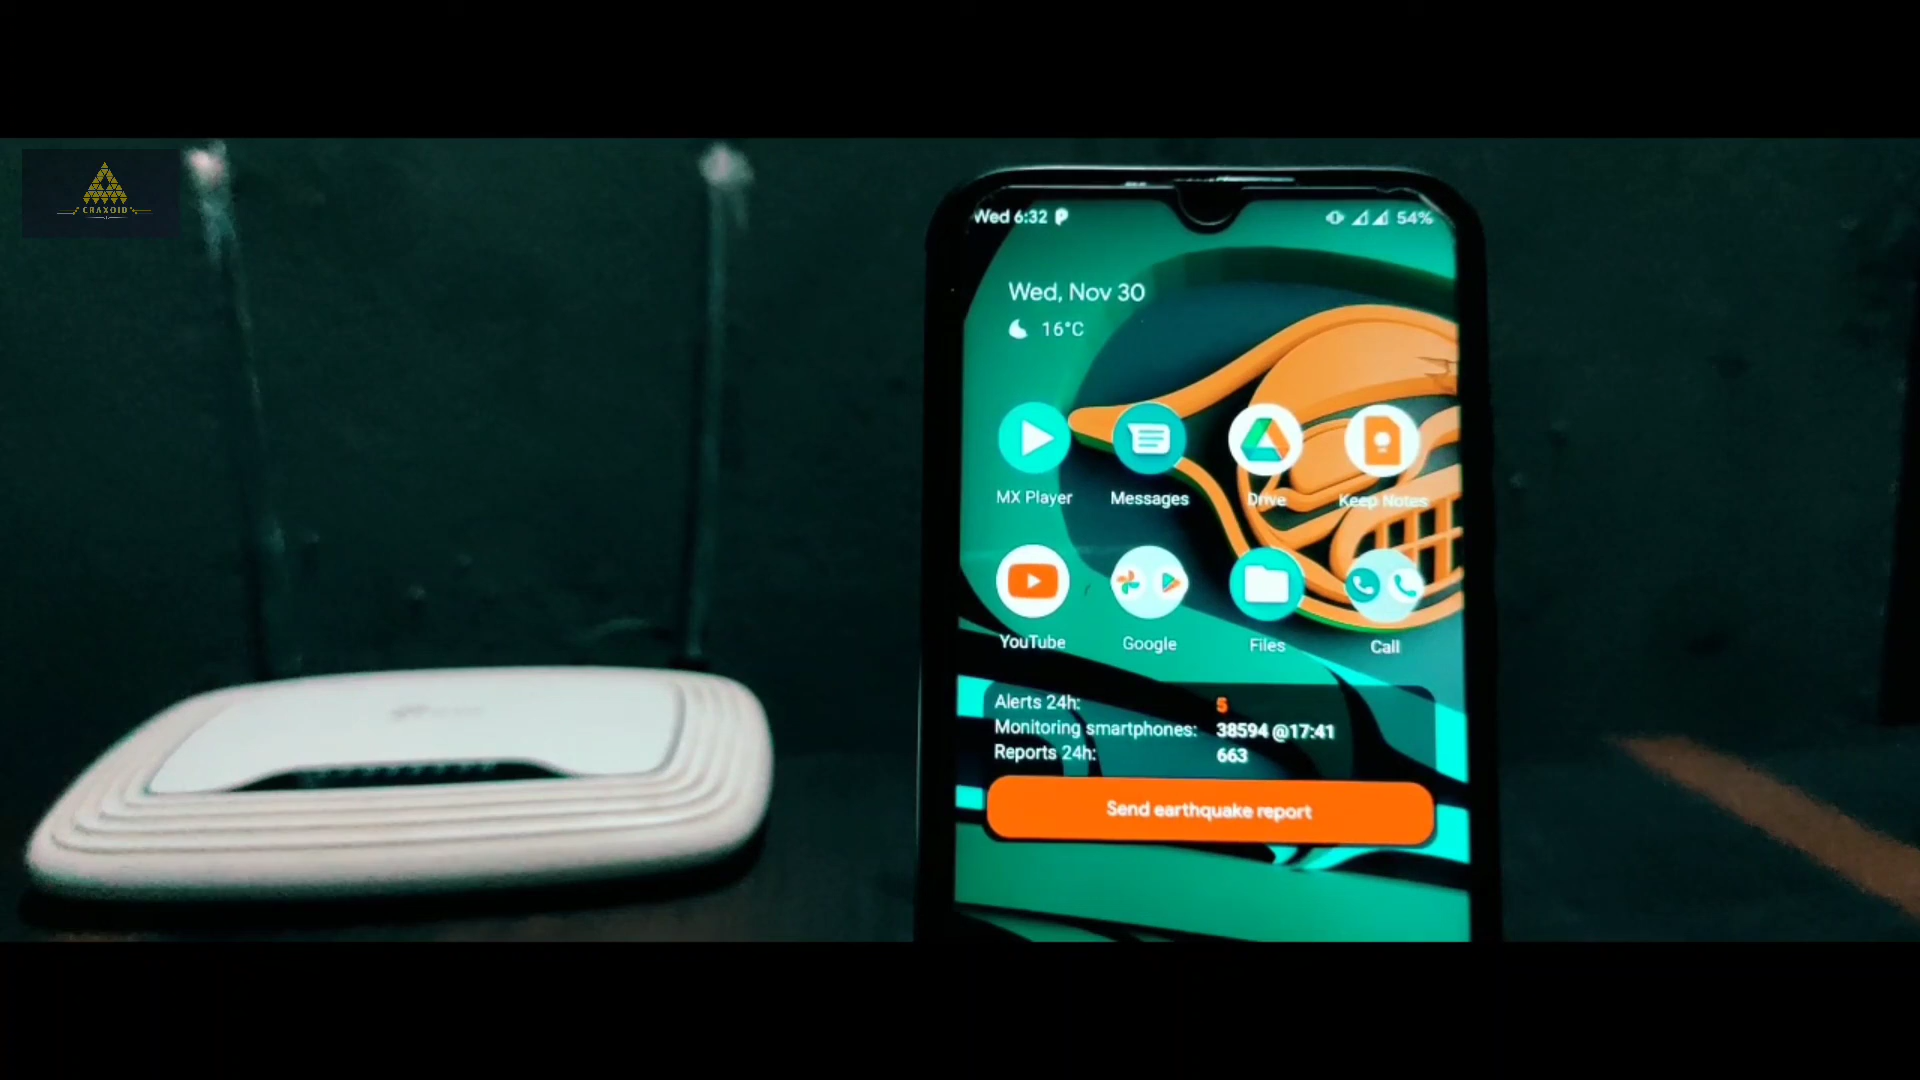 CRAXOID
Wed 6:32
54%
Wed, Nov 30
16°C
MX Player
Messages
Drive
Keep Notes
YouTube
Google
Files
Call
Alerts 24h: 5
Monitoring smartphones: 38594 @17:41
Reports 24h: 663
Send earthquake report